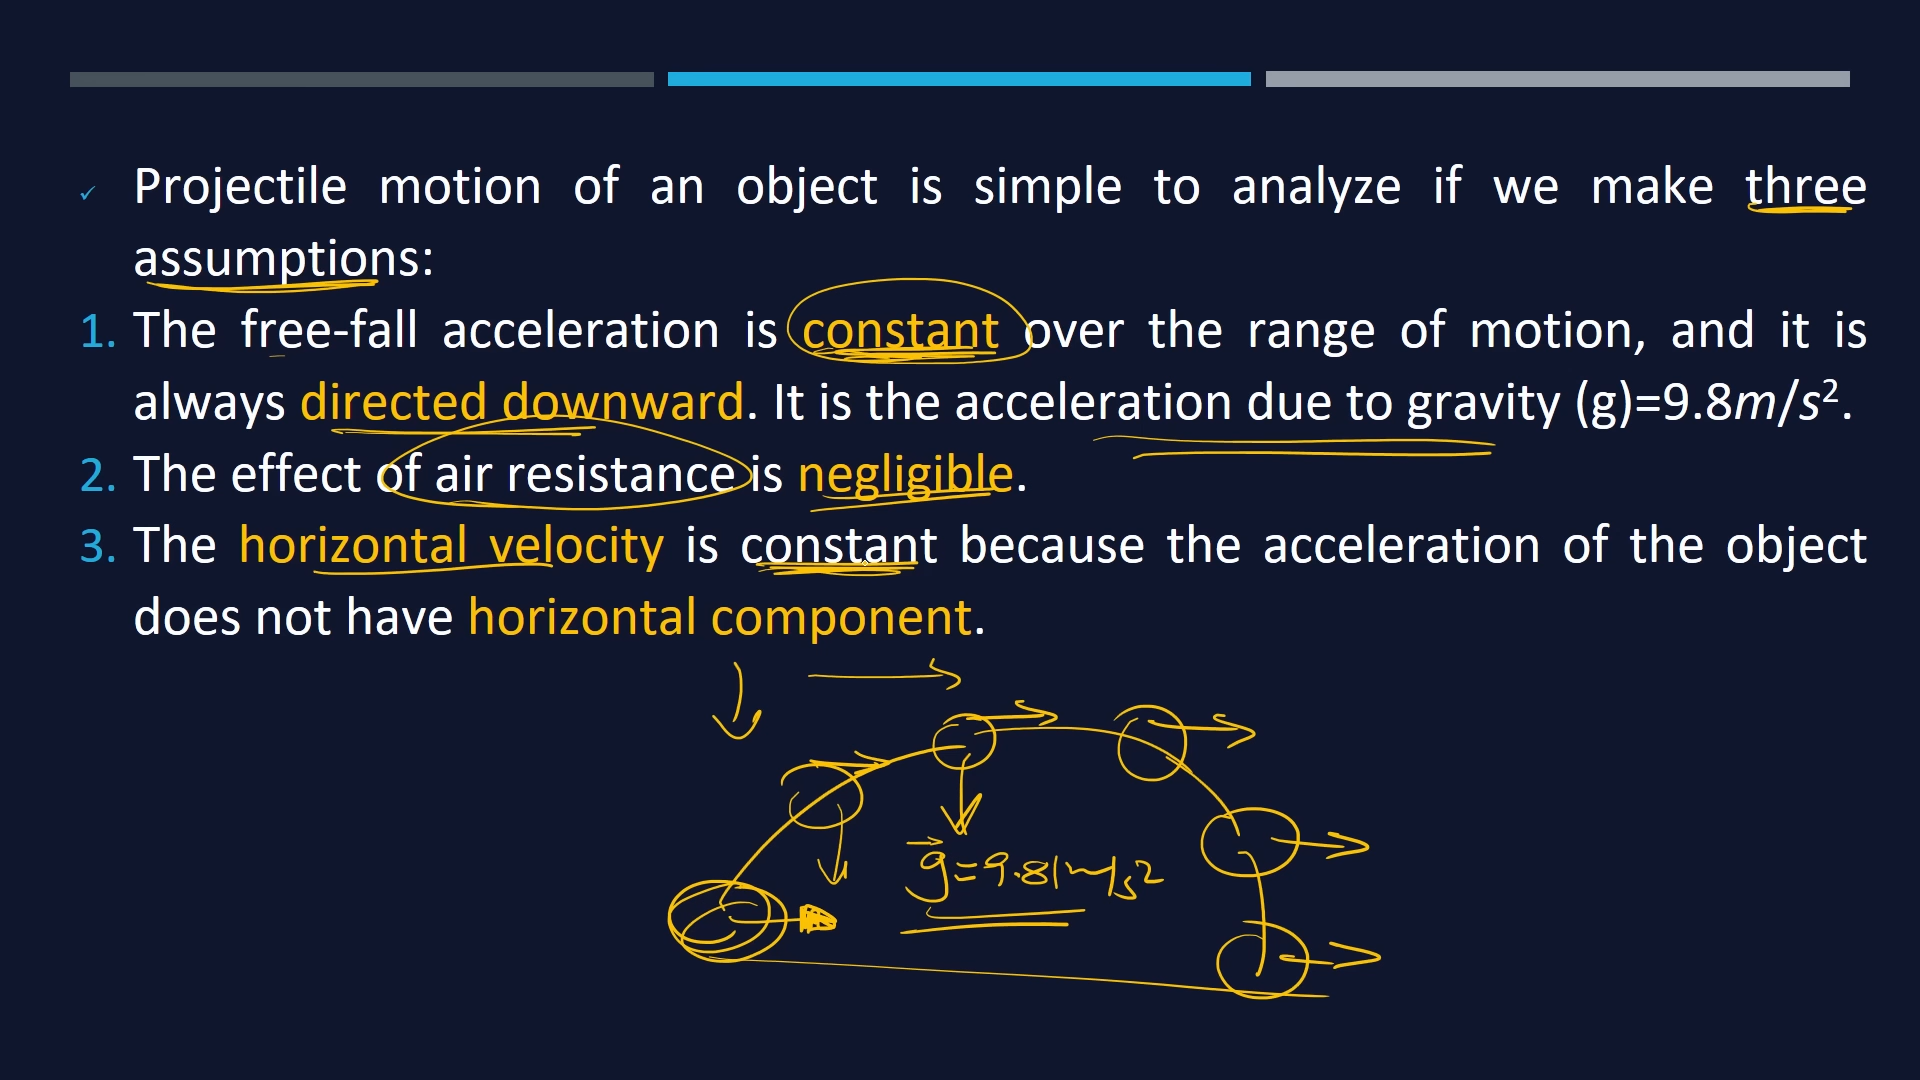 ✓ Projectile motion of an object is simple to analyze if we make three
assumptions:
1. The free-fall acceleration is constant over the range of motion, and it is
always directed downward. It is the acceleration due to gravity (g)=9.8m/s².
2. The effect of air resistance is negligible.
3. The horizontal velocity is constant because the acceleration of the object
does not have horizontal component.
g⃗=9.81m/s²